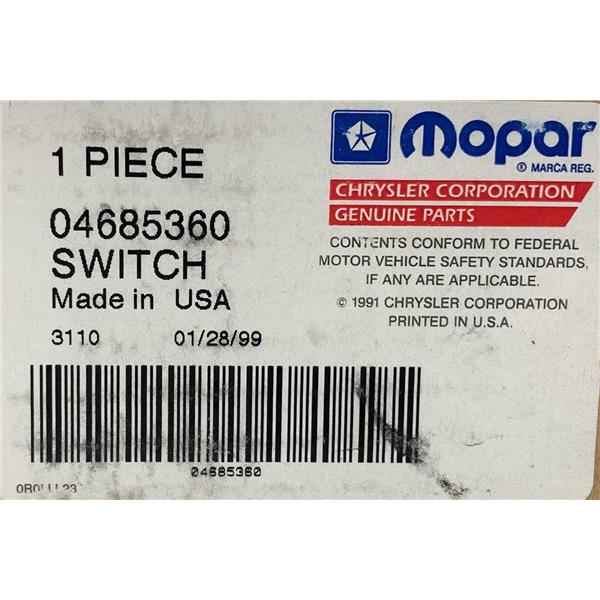 1 PIECE
04685360
SWITCH
Made in USA
3110 01/28/99
04685360
Mopar
® MARCA REG.
CHRYSLER CORPORATION
GENUINE PARTS
CONTENTS CONFORM TO FEDERAL
MOTOR VEHICLE SAFETY STANDARDS,
IF ANY ARE APPLICABLE.
© 1991 CHRYSLER CORPORATION
PRINTED IN U.S.A.